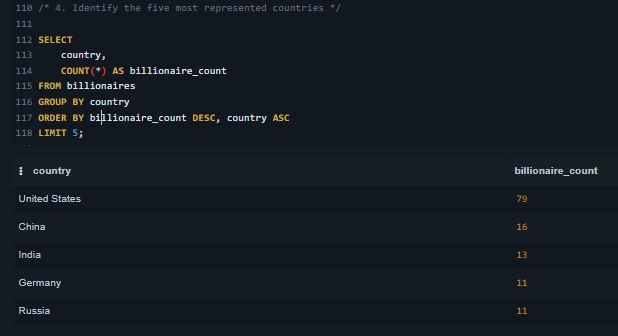 110 /* 4. Identify the five most represented countries */
111
112 SELECT
113 country,
114 COUNT(*) AS billionaire_count
115 FROM billionaires
116 GROUP BY country
117 ORDER BY billionaire_count DESC, country ASC
118 LIMIT 5;
country billionaire_count
United States 79
China 16
India 13
Germany 11
Russia 11